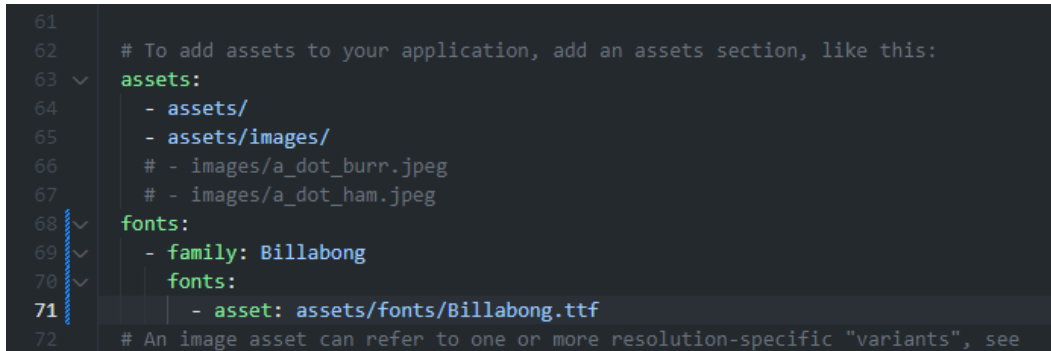 61
62 # To add assets to your application, add an assets section, like this:
63 assets:
64 - assets/
65 - assets/images/
66 # - images/a_dot_burr.jpeg
67 # - images/a_dot_ham.jpeg
68 fonts:
69 - family: Billabong
70 fonts:
71 - asset: assets/fonts/Billabong.ttf
72 # An image asset can refer to one or more resolution-specific "variants", see